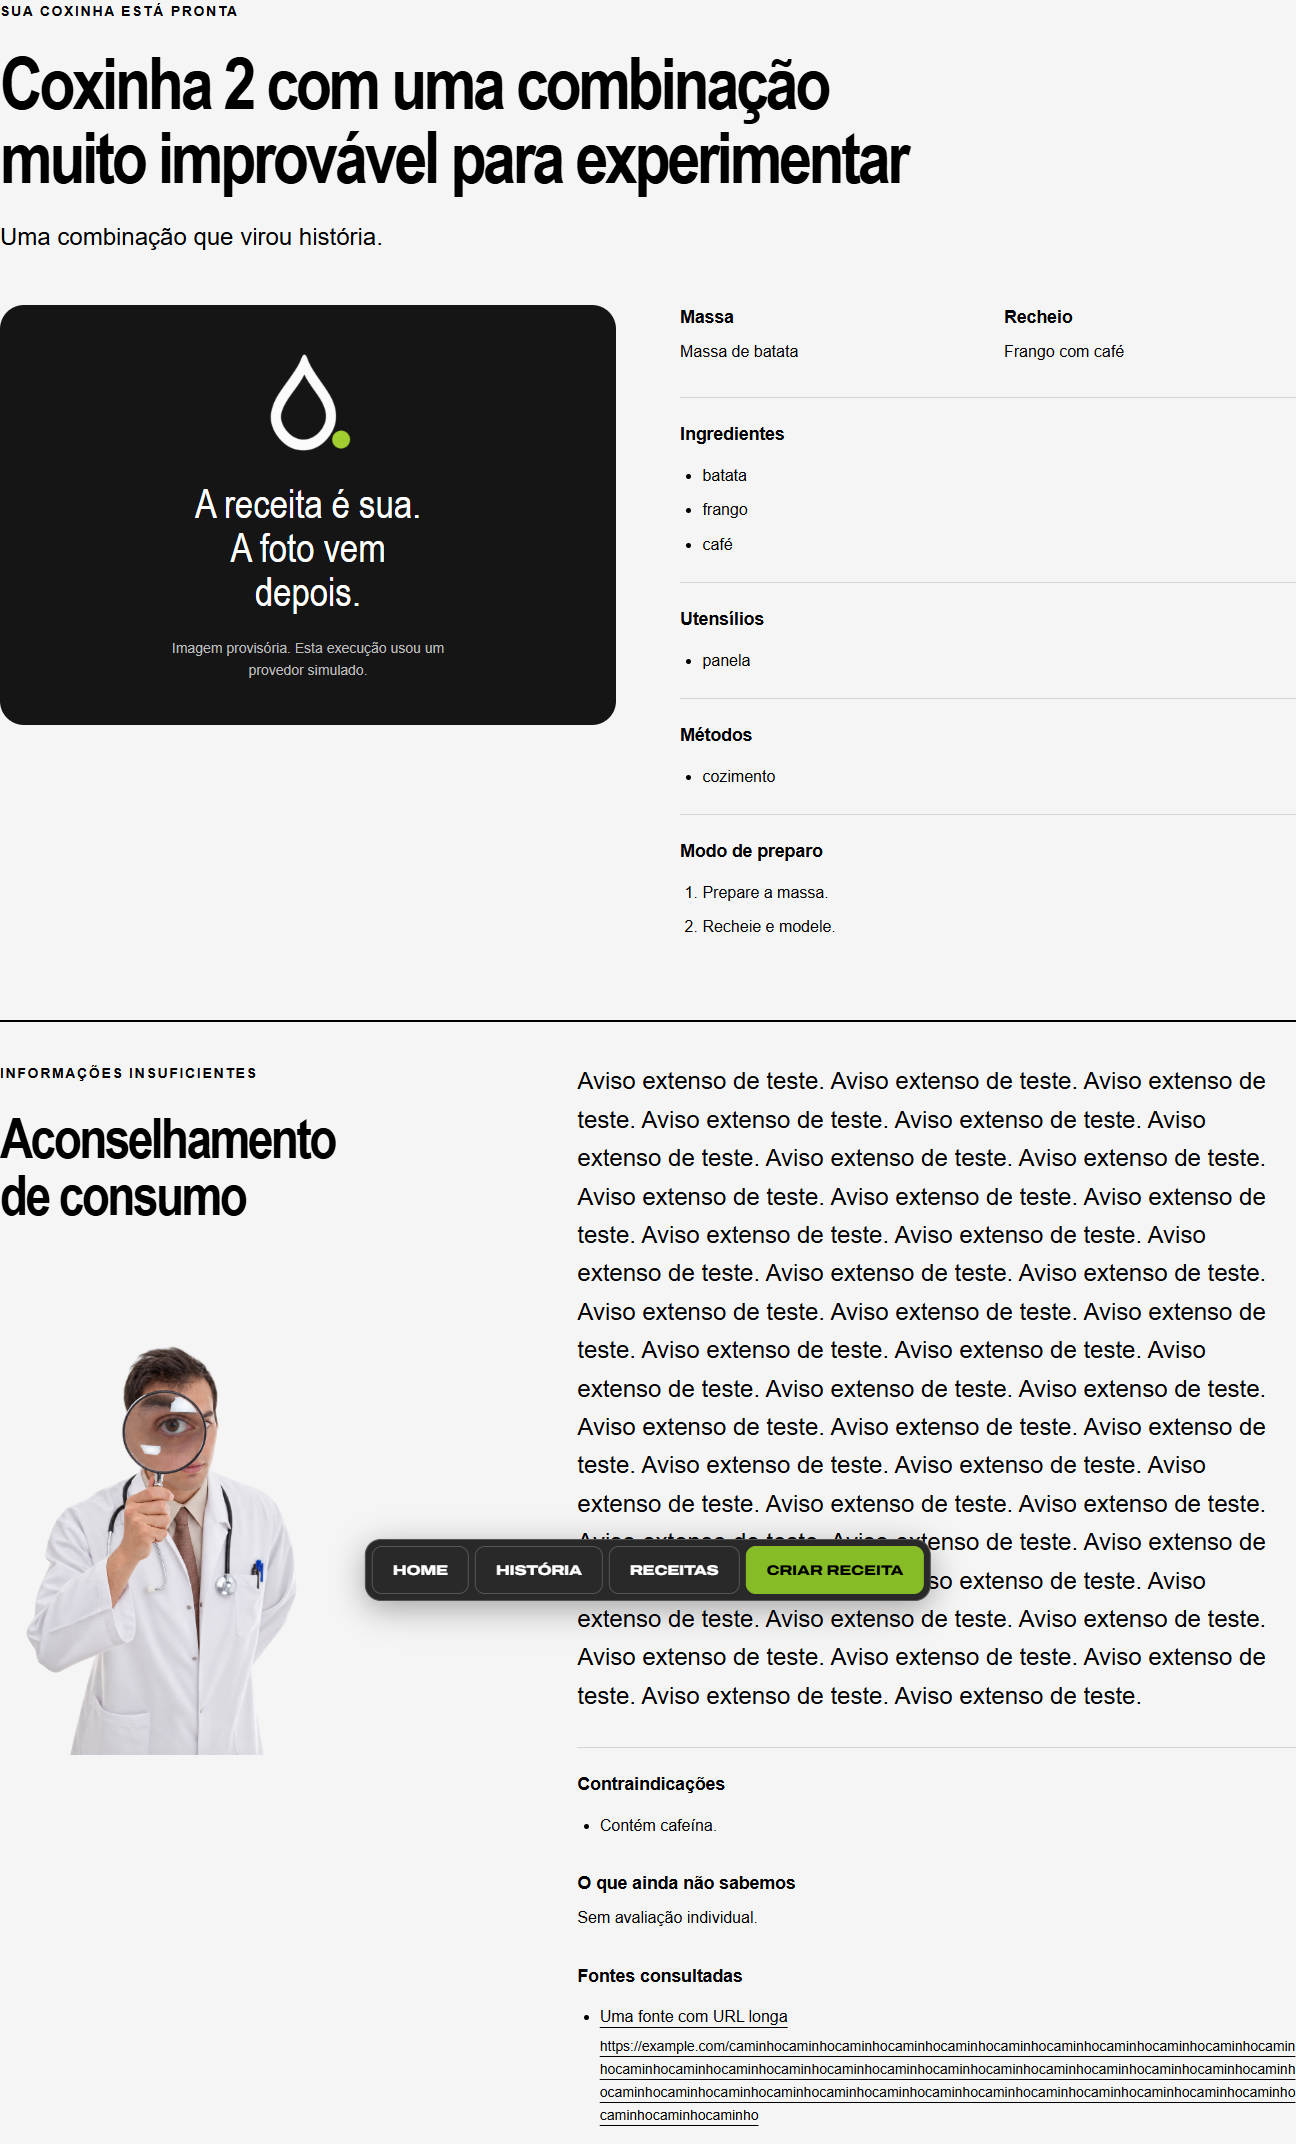 SUA COXINHA ESTÁ PRONTA
Coxinha 2 com uma combinação
muito improvável para experimentar
Uma combinação que virou história.
A receita é sua.
A foto vem
depois.
Imagem provisória. Esta execução usou um
provedor simulado.
Massa
Massa de batata
Recheio
Frango com café
Ingredientes
batata
frango
café
Utensílios
panela
Métodos
cozimento
Modo de preparo
1. Prepare a massa.
2. Recheie e modele.
INFORMAÇÕES INSUFICIENTES
Aconselhamento
de consumo
Aviso extenso de teste. Aviso extenso de teste. Aviso extenso de
teste. Aviso extenso de teste. Aviso extenso de teste. Aviso
extenso de teste. Aviso extenso de teste. Aviso extenso de teste.
Aviso extenso de teste. Aviso extenso de teste. Aviso extenso de
teste. Aviso extenso de teste. Aviso extenso de teste. Aviso
extenso de teste. Aviso extenso de teste. Aviso extenso de teste.
Aviso extenso de teste. Aviso extenso de teste. Aviso extenso de
teste. Aviso extenso de teste. Aviso extenso de teste. Aviso
extenso de teste. Aviso extenso de teste. Aviso extenso de teste.
Aviso extenso de teste. Aviso extenso de teste. Aviso extenso de
teste. Aviso extenso de teste. Aviso extenso de teste. Aviso
extenso de teste. Aviso extenso de teste. Aviso extenso de teste.
Aviso extenso de teste. Aviso extenso de teste. Aviso extenso de
extenso de teste. Aviso
extenso de teste. Aviso extenso de teste. Aviso extenso de teste.
Aviso extenso de teste. Aviso extenso de teste. Aviso extenso de
teste. Aviso extenso de teste. Aviso extenso de teste.
HOME
HISTÓRIA
RECEITAS
CRIAR RECEITA
Contraindicações
Contém cafeína.
O que ainda não sabemos
Sem avaliação individual.
Fontes consultadas
Uma fonte com URL longa
https://example.com/caminhocaminhocaminhocaminhocaminhocaminhocaminhocaminhocaminhocaminhocamin
hocaminhocaminhocaminhocaminhocaminhocaminhocaminhocaminhocaminhocaminhocaminhocaminhocaminh
ocaminhocaminhocaminhocaminhocaminhocaminhocaminhocaminhocaminhocaminhocaminhocaminhocaminho
caminhocaminhocaminho